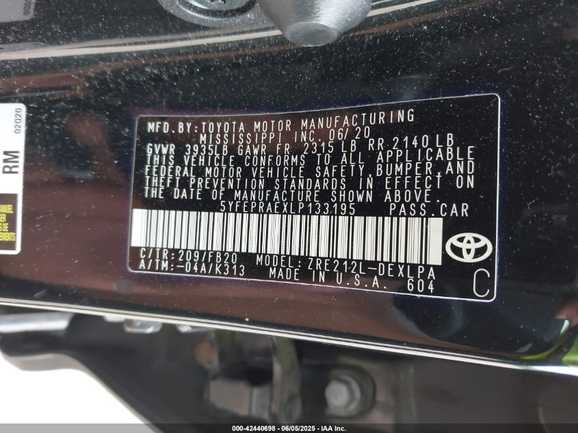 MFD.BY:TOYOTA MOTOR MANUFACTURING
MISSISSIPPI INC. 06/20
GVWR 3935LB GAWR FR 2315 LB RR 2140 LB
THIS VEHICLE CONFORMS TO ALL APPLICABLE
FEDERAL MOTOR VEHICLE SAFETY, BUMPER, AND
THEFT PREVENTION STANDARDS IN EFFECT ON
THE DATE OF MANUFACTURE SHOWN ABOVE.
5YFEPRAEXLP133195 PASS.CAR
C/TR:209/FB20 MODEL:ZRE212L-DEXLPA
A/TM:-04A/K313 MADE IN U.S.A. 604
C
02020
RM
000-42440698 - 06/05/2025 - IAA Inc.